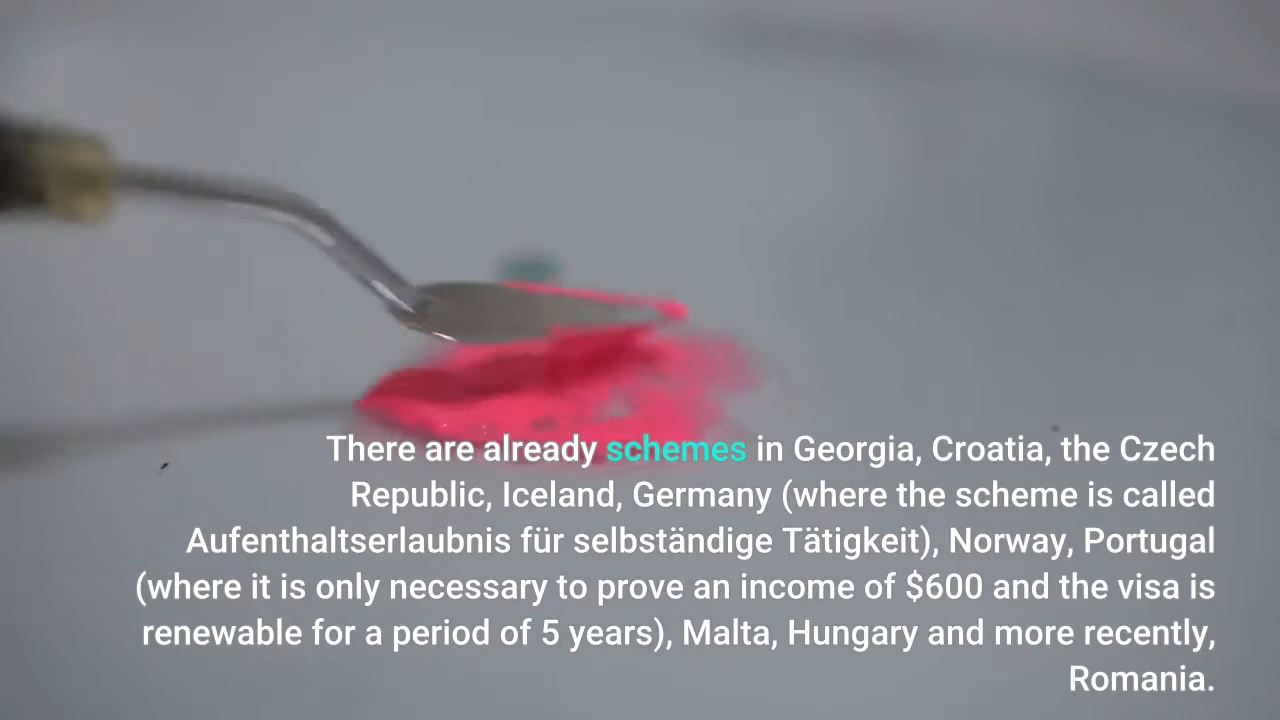 There are already schemes in Georgia, Croatia, the Czech
Republic, Iceland, Germany (where the scheme is called
Aufenthaltserlaubnis für selbständige Tätigkeit), Norway, Portugal
(where it is only necessary to prove an income of $600 and the visa is
renewable for a period of 5 years), Malta, Hungary and more recently,
Romania.